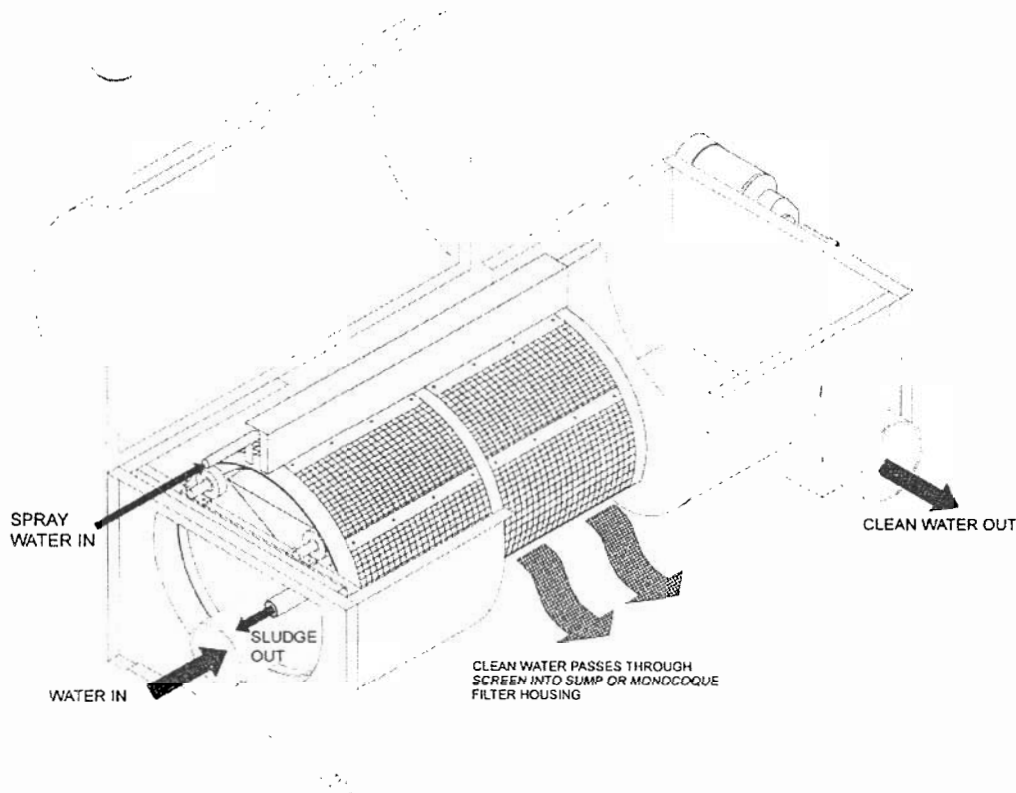 SPRAY
WATER IN
CLEAN WATER OUT
SLUDGE
OUT
WATER IN
CLEAN WATER PASSES THROUGH
SCREEN INTO SUMP OR MONOCOQUE
FILTER HOUSING